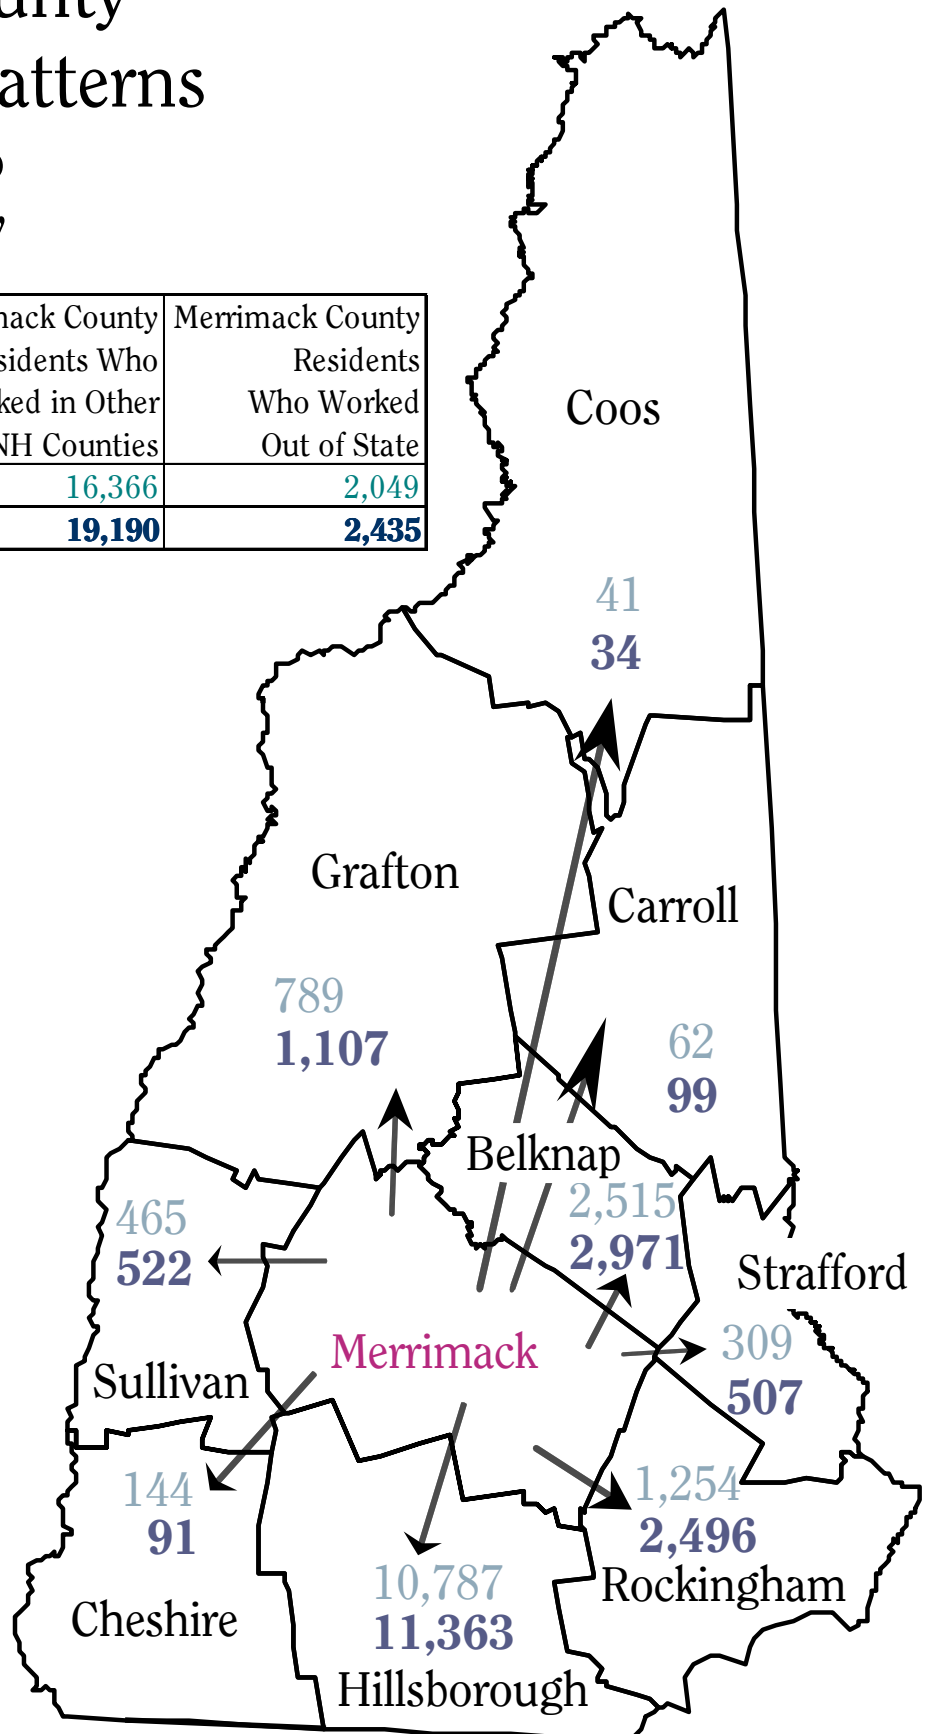 unty
atterns
nack County Merrimack County
sidents Who Residents
ked in Other Who Worked
NH Counties Out of State
16,366 2,049
19,190 2,435
Coos
41
34
Grafton
Carroll
789
1,107
62
99
Belknap
2,515
2,971
465
522
Strafford
Merrimack
309
507
Sullivan
144
91
1,254
2,496
Rockingham
10,787
11,363
Cheshire
Hillsborough